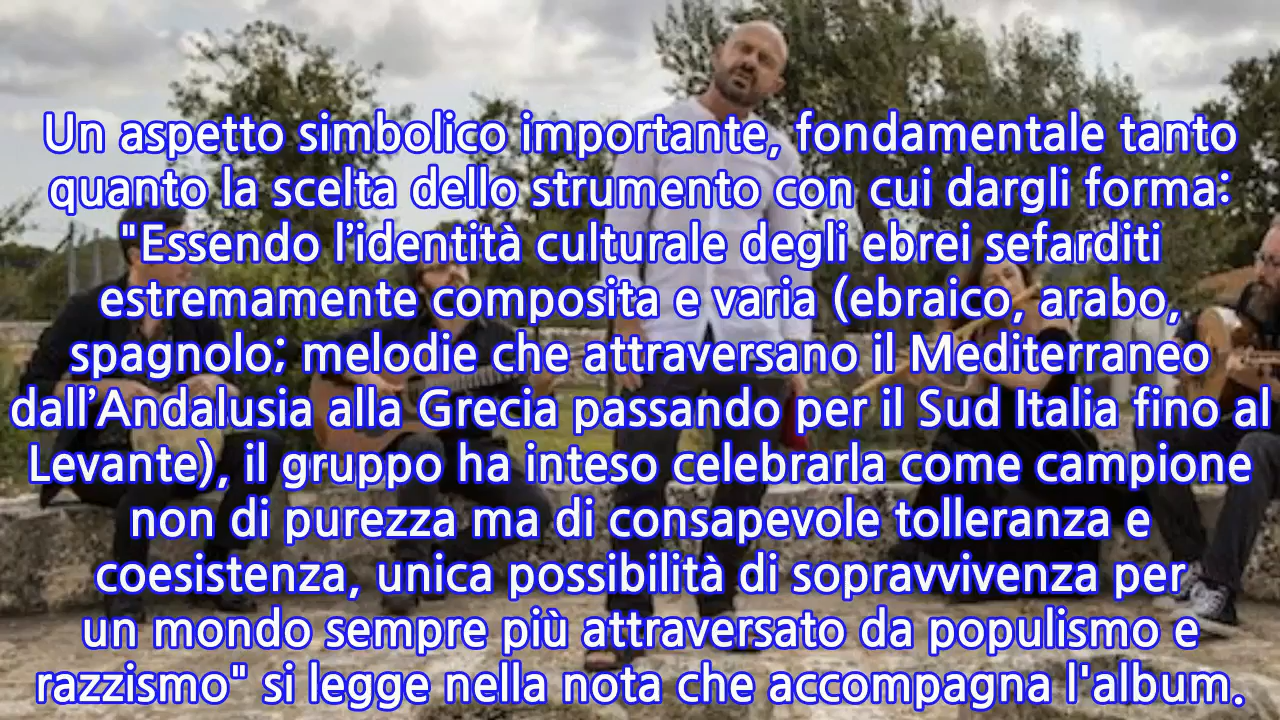 Un aspetto simbolico importante, fondamentale tanto
quanto la scelta dello strumento con cui dargli forma:
"Essendo l’identità culturale degli ebrei sefarditi
estremamente composita e varia (ebraico, arabo,
spagnolo; melodie che attraversano il Mediterraneo
dall’Andalusia alla Grecia passando per il Sud Italia fino al
Levante), il gruppo ha inteso celebrarla come campione
non di purezza ma di consapevole tolleranza e
coesistenza, unica possibilità di sopravvivenza per
un mondo sempre più attraversato da populismo e
razzismo" si legge nella nota che accompagna l'album.